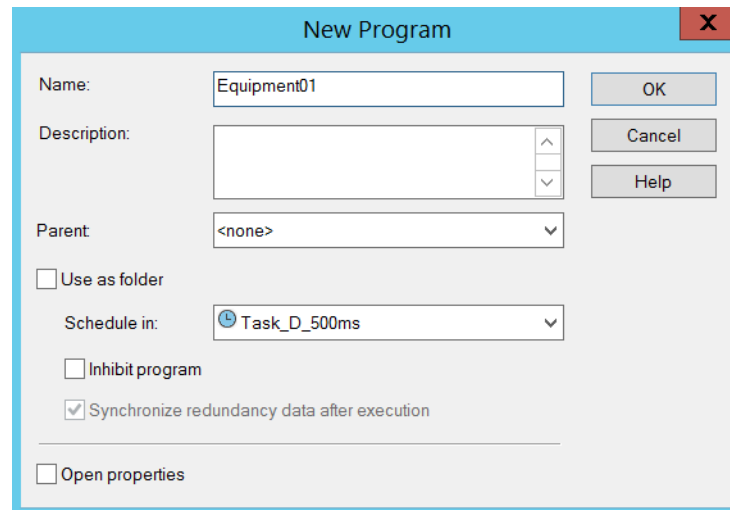 New Program
X
Name:
Equipment01
OK
Description:
Cancel
Help
Parent:
<none>
Use as folder
Schedule in:
Task_D_500ms
Inhibit program
Synchronize redundancy data after execution
Open properties